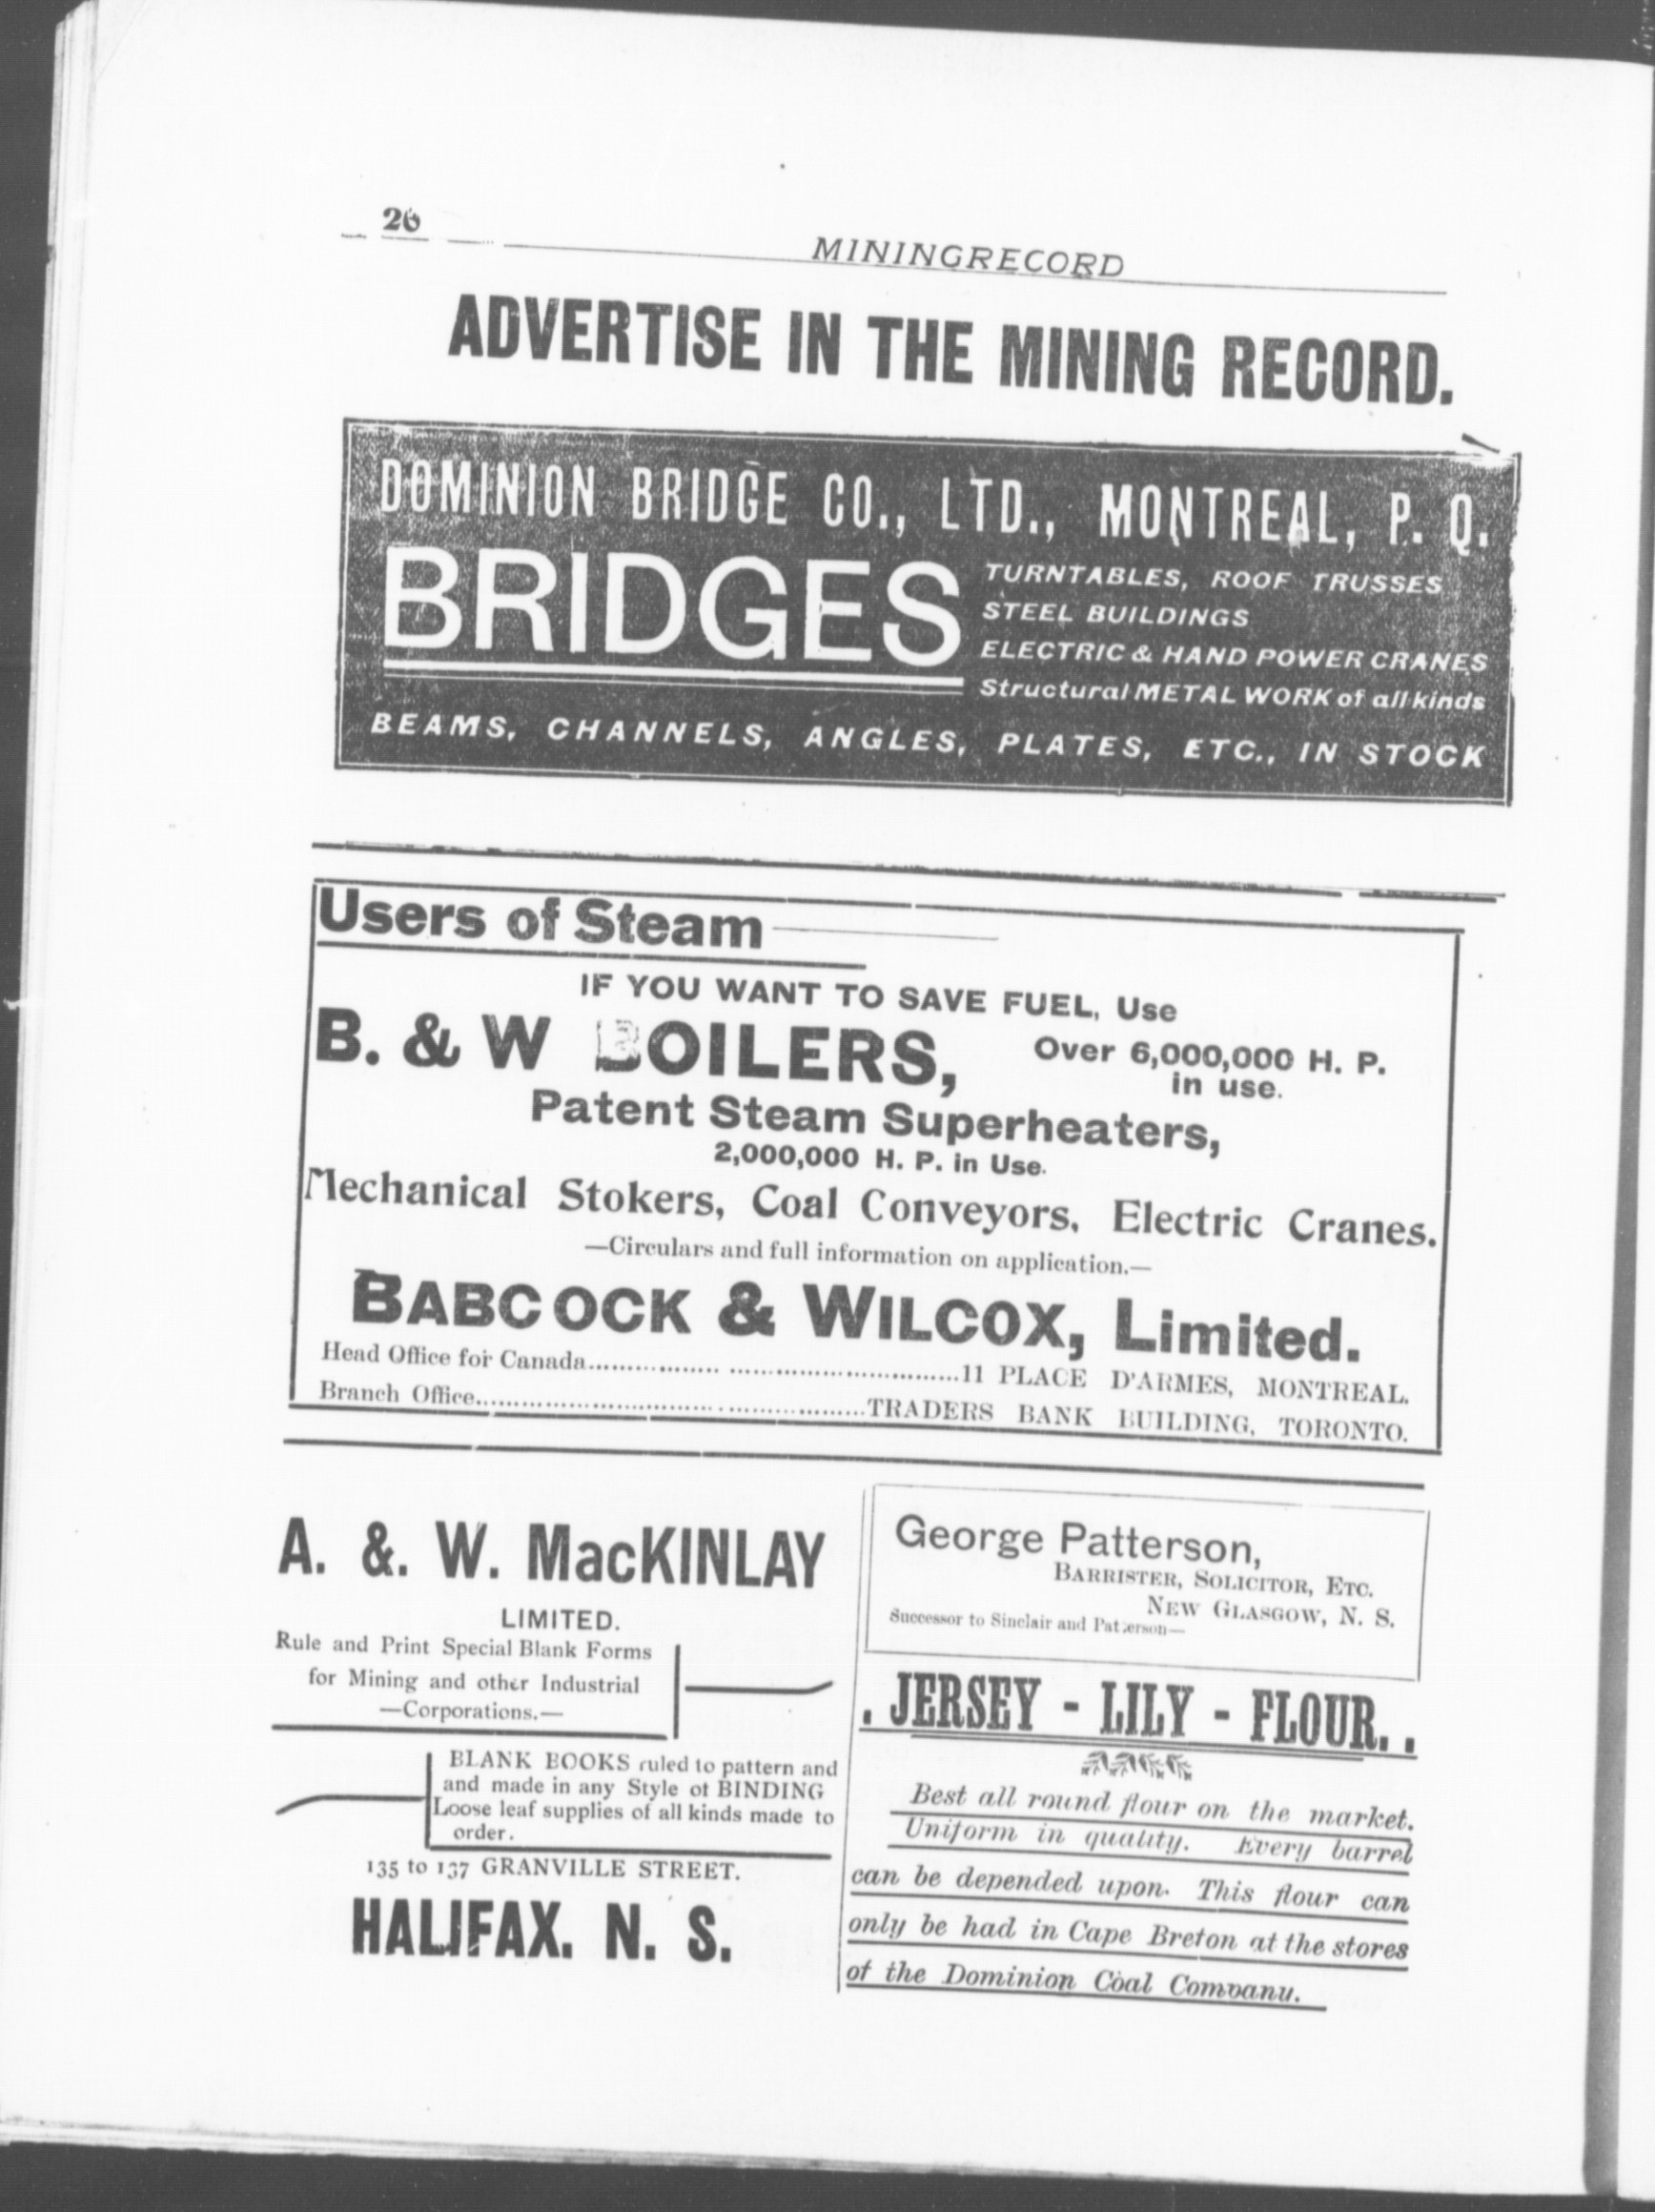 26
MININGRECORD
ADVERTISE IN THE MINING RECORD.
DOMINION BRIDGE CO., LTD., MONTREAL, P. Q.
BRIDGES
TURNTABLES, ROOF TRUSSES
STEEL BUILDINGS
ELECTRIC & HAND POWER CRANES
Structural METAL WORK of all kinds
BEAMS, CHANNELS, ANGLES, PLATES, ETC., IN STOCK
Users of Steam
IF YOU WANT TO SAVE FUEL, Use
B. & W BOILERS,
Over 6,000,000 H. P.
in use.
Patent Steam Superheaters,
2,000,000 H. P. in Use.
Mechanical Stokers, Coal Conveyors, Electric Cranes.
—Circulars and full information on application.—
BABCOCK & WILCOX, Limited.
Head Office for Canada..........11 PLACE D'ARMES, MONTREAL.
Branch Office..........TRADERS BANK BUILDING, TORONTO.
A. &. W. MacKINLAY
LIMITED.
Rule and Print Special Blank Forms
for Mining and other Industrial
—Corporations.—
BLANK BOOKS ruled to pattern and
and made in any Style of BINDING
Loose leaf supplies of all kinds made to
order.
135 to 137 GRANVILLE STREET.
HALIFAX. N. S.
George Patterson,
BARRISTER, SOLICITOR, ETC.
NEW GLASGOW, N. S.
Successor to Sinclair and Patterson—
. JERSEY - LILY - FLOUR. .
Best all round flour on the market.
Uniform in quality. Every barrel
can be depended upon. This flour can
only be had in Cape Breton at the stores
of the Dominion Coal Company.